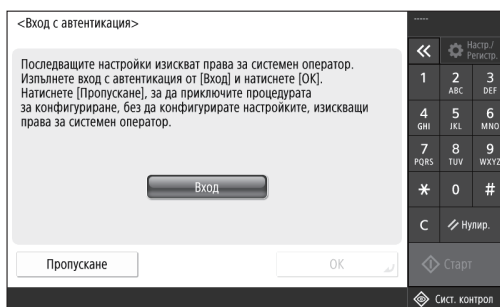 <Вход с автентикация>
Последващите настройки изискват права за системен оператор.
Изпълнете вход с автентикация от [Вход] и натиснете [ОК].
Натиснете [Пропускане], за да приключите процедурата
за конфигуриране, без да конфигурирате настройките, изискващи
права за системен оператор.
Вход
Пропускане
OK
-----
Настр./
Регистр.
1 2 3
ABC DEF
4 5 6
GHI JKL MNO
7 8 9
PQRS TUV WXYZ
* 0 #
C Нулир.
Старт
Сист. контрол